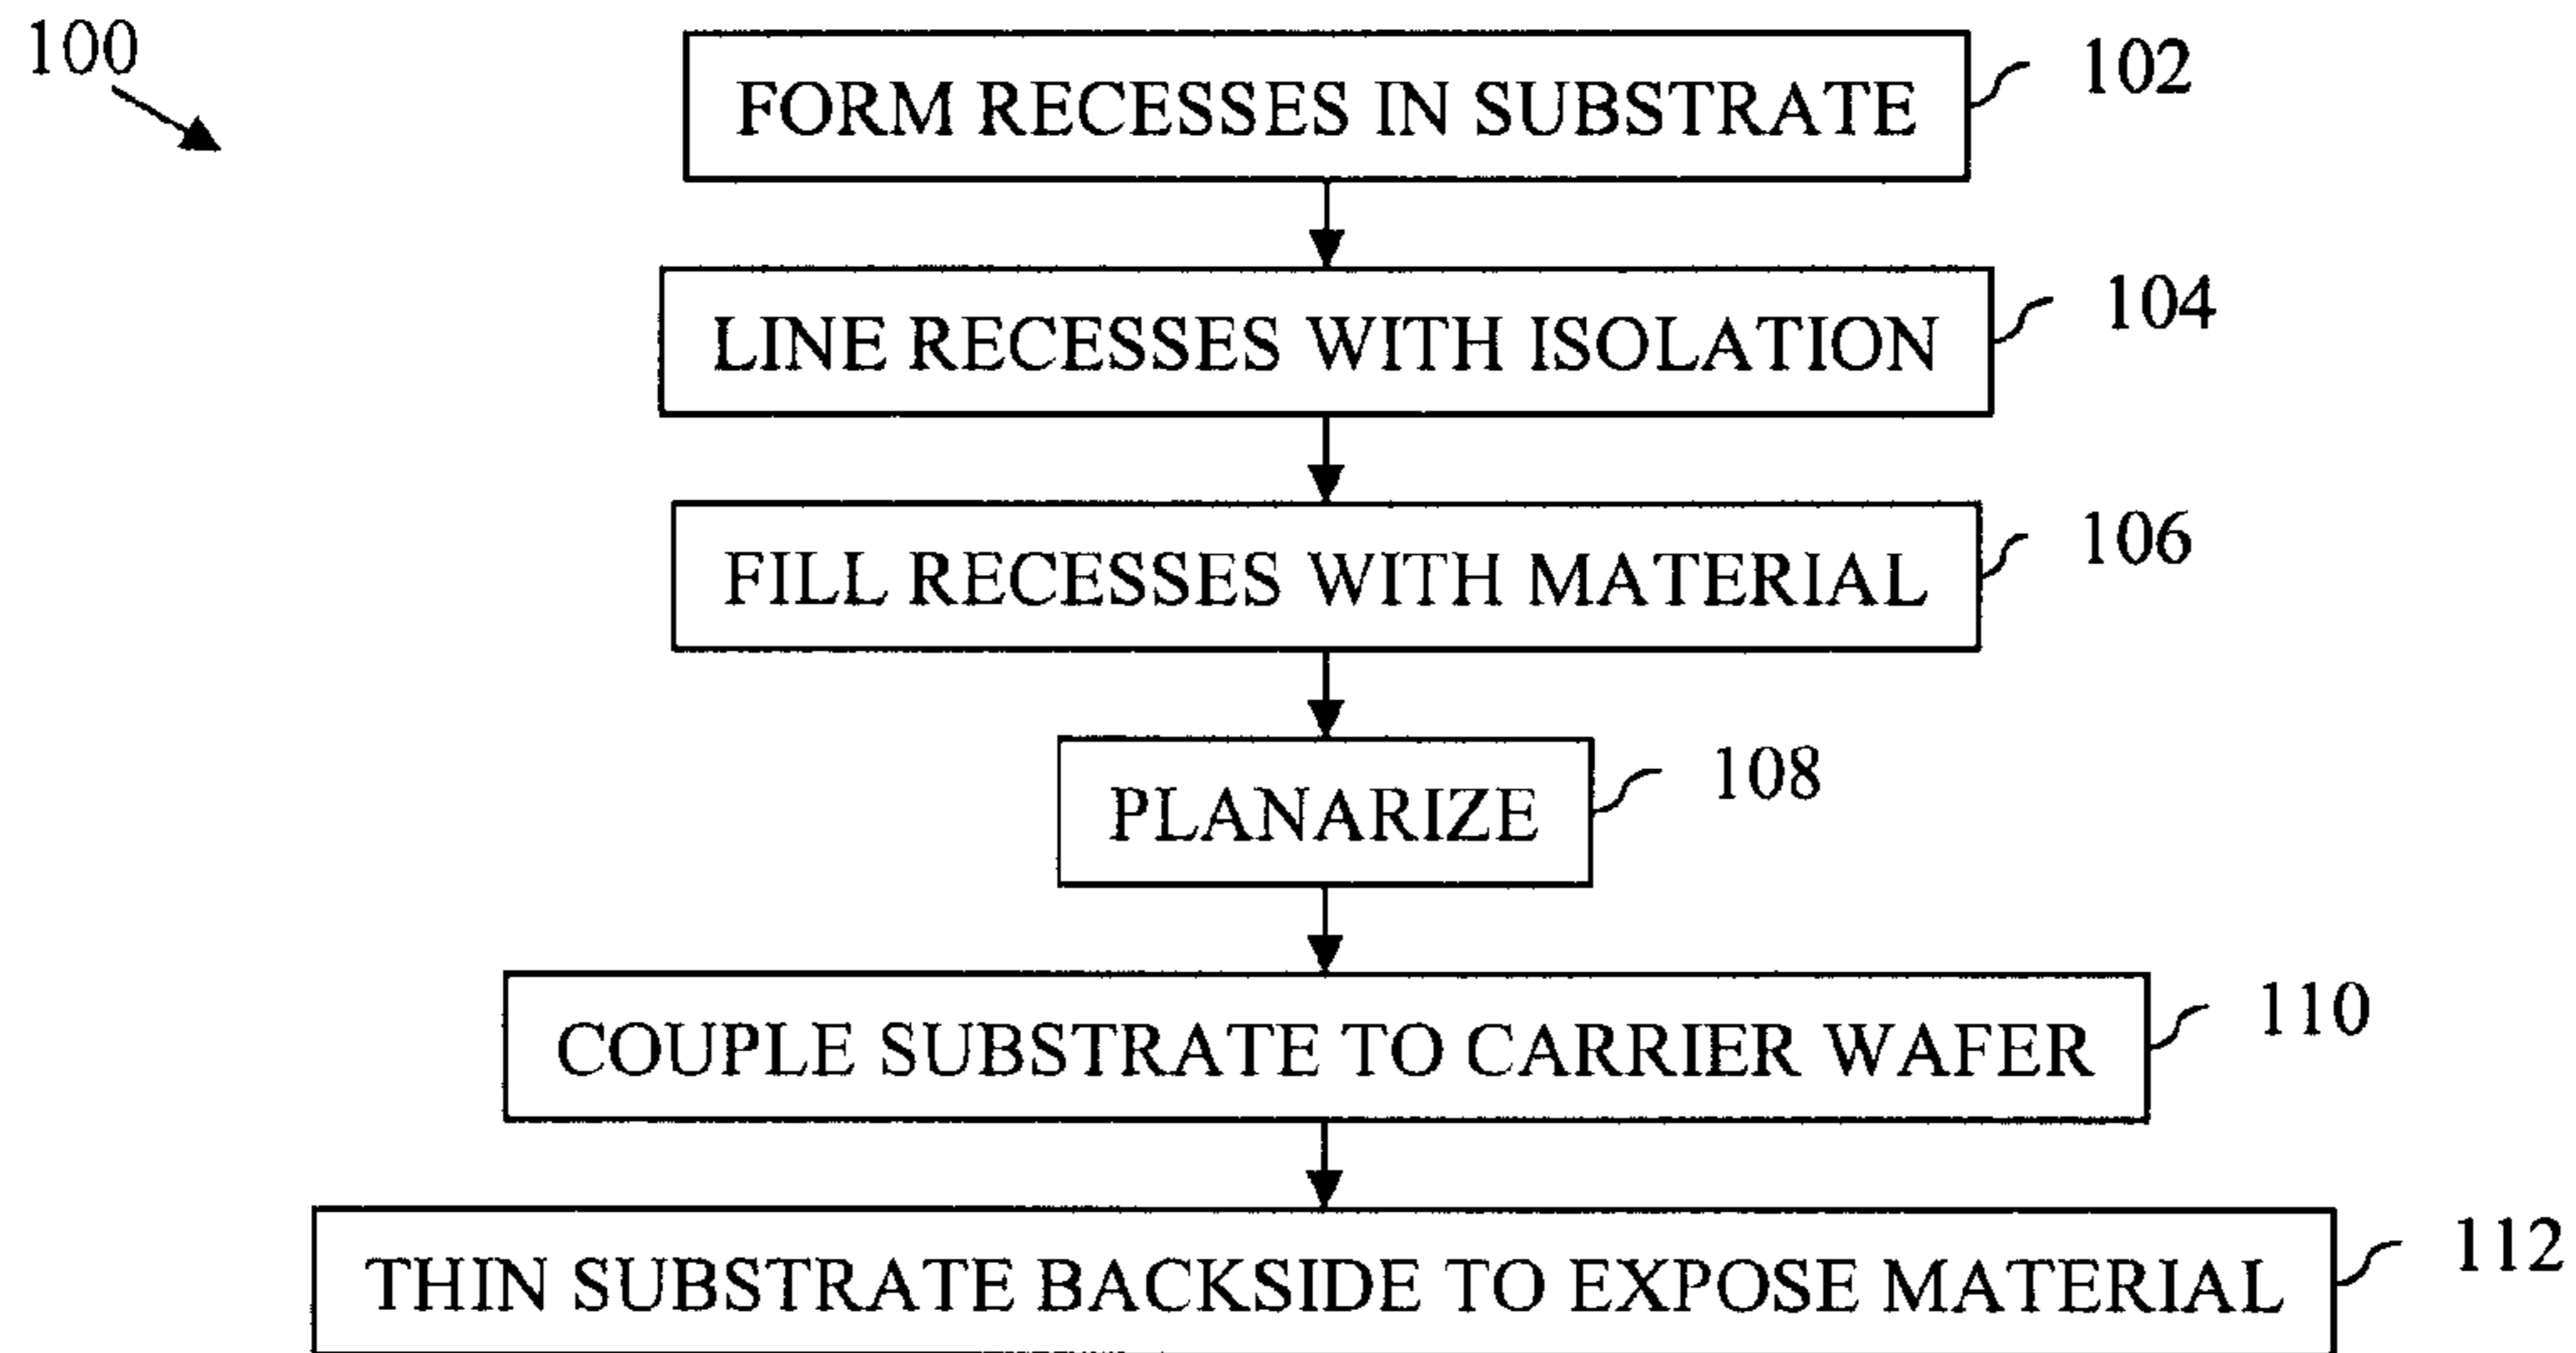 100
FORM RECESSES IN SUBSTRATE
102
LINE RECESSES WITH ISOLATION
104
FILL RECESSES WITH MATERIAL
106
PLANARIZE
108
COUPLE SUBSTRATE TO CARRIER WAFER
110
THIN SUBSTRATE BACKSIDE TO EXPOSE MATERIAL
112